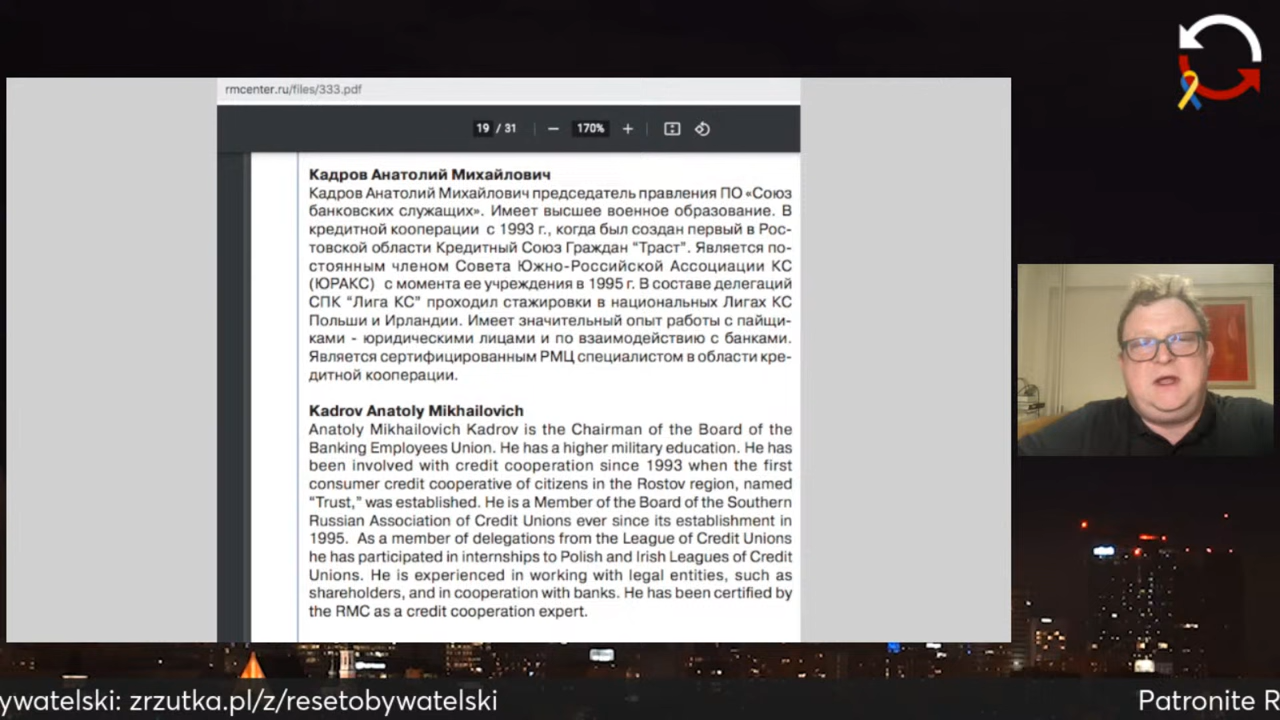 rmcenter.ru/files/333.pdf
19 / 31 − 170% +
Кадров Анатолий Михайлович
Кадров Анатолий Михайлович председатель правления ПО «Союз
банковских служащих». Имеет высшее военное образование. В
кредитной кооперации с 1993 г., когда был создан первый в Рос-
товской области Кредитный Союз Граждан "Траст". Является по-
стоянным членом Совета Южно-Российской Ассоциации КС
(ЮРАКС) с момента ее учреждения в 1995 г. В составе делегаций
СПК "Лига КС" проходил стажировки в национальных Лигах КС
Польши и Ирландии. Имеет значительный опыт работы с пайщи-
ками - юридическими лицами и по взаимодействию с банками.
Является сертифицированным РМЦ специалистом в области кре-
дитной кооперации.
Kadrov Anatoly Mikhailovich
Anatoly Mikhailovich Kadrov is the Chairman of the Board of the
Banking Employees Union. He has a higher military education. He has
been involved with credit cooperation since 1993 when the first
consumer credit cooperative of citizens in the Rostov region, named
“Trust,” was established. He is a Member of the Board of the Southern
Russian Association of Credit Unions ever since its establishment in
1995. As a member of delegations from the League of Credit Unions
he has participated in internships to Polish and Irish Leagues of Credit
Unions. He is experienced in working with legal entities, such as
shareholders, and in cooperation with banks. He has been certified by
the RMC as a credit cooperation expert.
ywatelski: zrzutka.pl/z/resetobywatelski
Patronite R